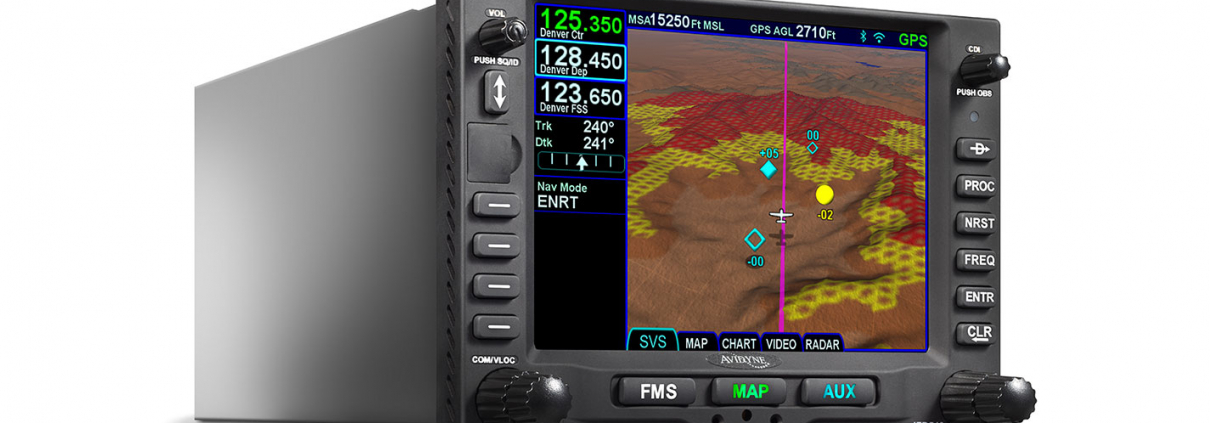 VOL
PUSH SQ/ID
COM/VLOC
125.350
Denver Ctr
128.450
Denver Dep
123.650
Denver FSS
Trk 240°
Dtk 241°
Nav Mode
ENRT
MSA15250Ft MSL GPS AGL 2710Ft GPS
00
+05
-02
-00
SVS MAP CHART VIDEO RADAR
AVIDYNE
FMS MAP AUX
CDI
PUSH OBS
D
PROC
NRST
FREQ
ENTR
CLR